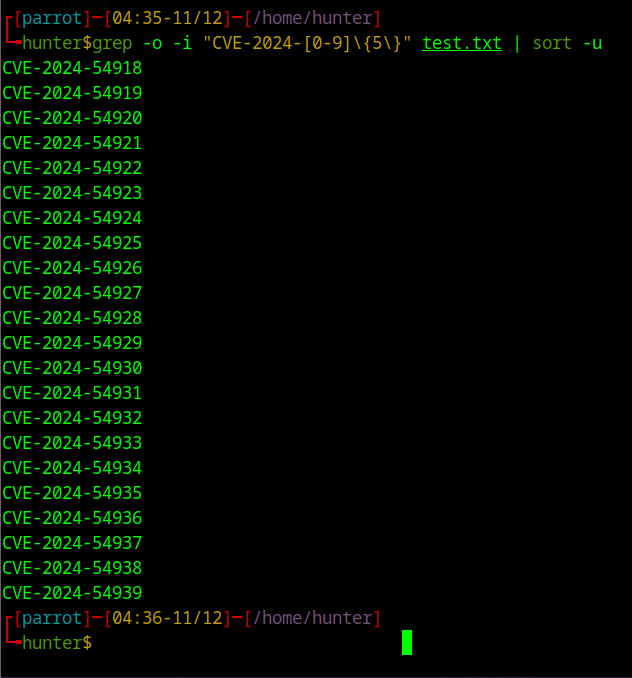 ┌─[parrot]─[04:35-11/12]─[/home/hunter]
└─╼hunter$grep -o -i "CVE-2024-[0-9]\{5\}" test.txt | sort -u
CVE-2024-54918
CVE-2024-54919
CVE-2024-54920
CVE-2024-54921
CVE-2024-54922
CVE-2024-54923
CVE-2024-54924
CVE-2024-54925
CVE-2024-54926
CVE-2024-54927
CVE-2024-54928
CVE-2024-54929
CVE-2024-54930
CVE-2024-54931
CVE-2024-54932
CVE-2024-54933
CVE-2024-54934
CVE-2024-54935
CVE-2024-54936
CVE-2024-54937
CVE-2024-54938
CVE-2024-54939
┌─[parrot]─[04:36-11/12]─[/home/hunter]
└─╼hunter$